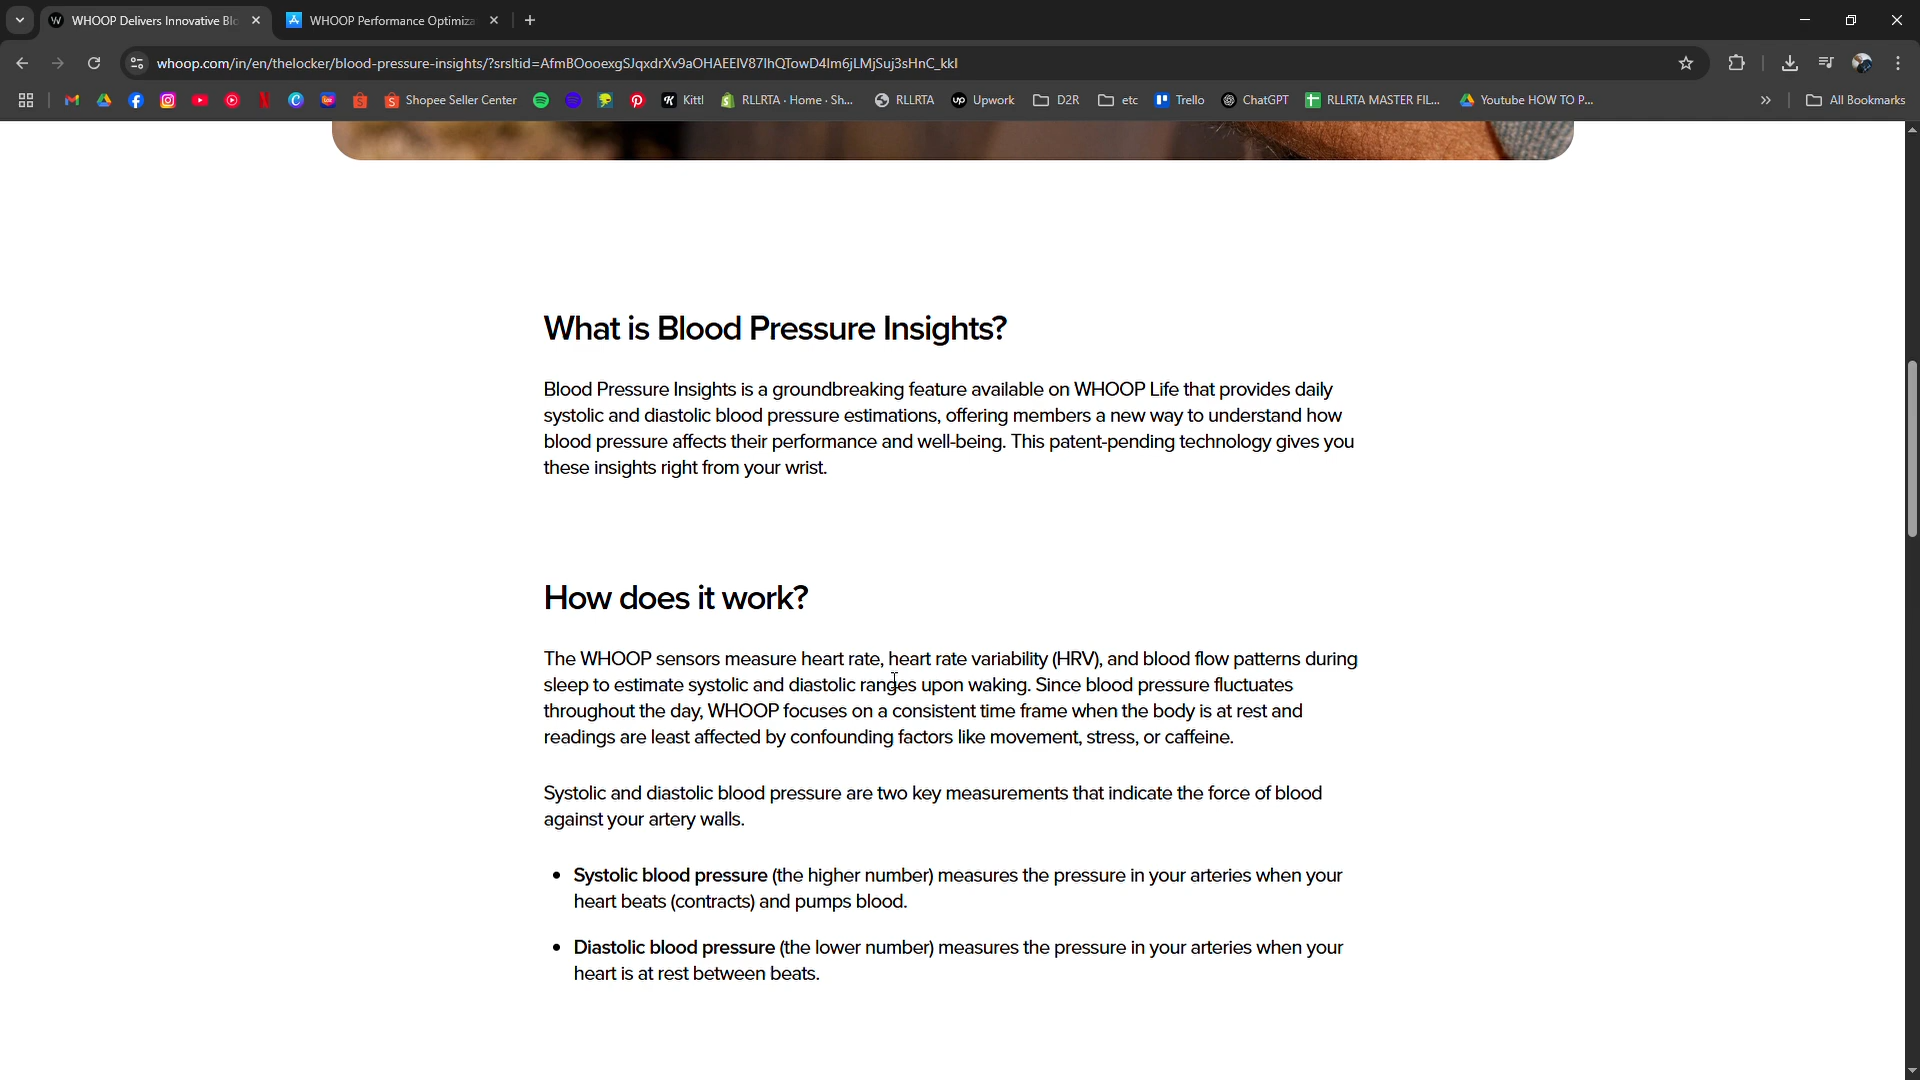 WHOOP Delivers Innovative Blo
WHOOP Performance Optimiza
whoop.com/in/en/thelocker/blood-pressure-insights/?srsltid=AfmBOooexgSJqxdrXv9aOHAEEIV87IhQTowD4Im6jLMjSuj3sHnC_kkI
Shopee Seller Center
Kittl
RLLRTA · Home · Sh...
RLLRTA
Upwork
D2R
etc
Trello
ChatGPT
RLLRTA MASTER FIL...
Youtube HOW TO P...
All Bookmarks
What is Blood Pressure Insights?
Blood Pressure Insights is a groundbreaking feature available on WHOOP Life that provides daily
systolic and diastolic blood pressure estimations, offering members a new way to understand how
blood pressure affects their performance and well-being. This patent-pending technology gives you
these insights right from your wrist.
How does it work?
The WHOOP sensors measure heart rate, heart rate variability (HRV), and blood flow patterns during
sleep to estimate systolic and diastolic ranges upon waking. Since blood pressure fluctuates
throughout the day, WHOOP focuses on a consistent time frame when the body is at rest and
readings are least affected by confounding factors like movement, stress, or caffeine.
Systolic and diastolic blood pressure are two key measurements that indicate the force of blood
against your artery walls.
• Systolic blood pressure (the higher number) measures the pressure in your arteries when your
heart beats (contracts) and pumps blood.
• Diastolic blood pressure (the lower number) measures the pressure in your arteries when your
heart is at rest between beats.